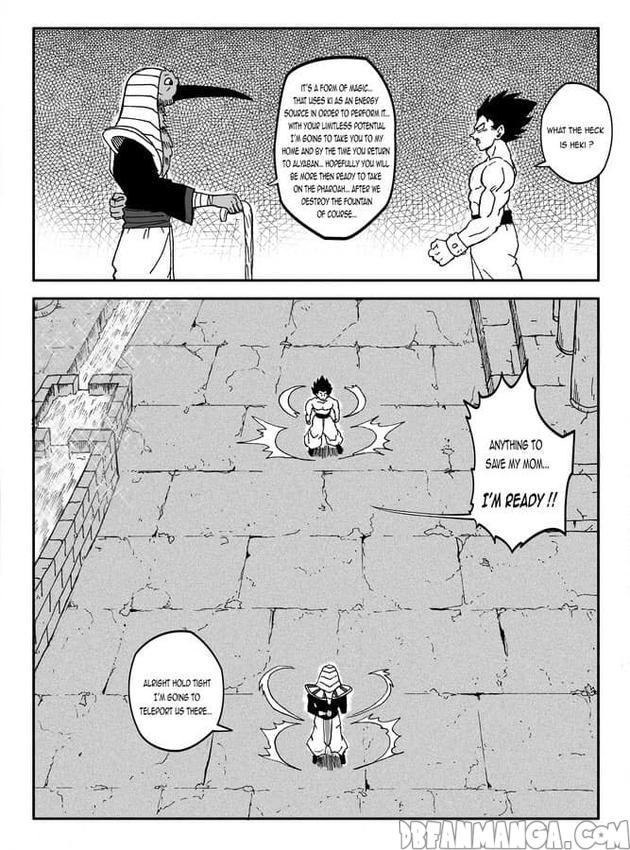 IT'S A FORM OF MAGIC...
THAT USES KI AS AN ENERGY
SOURCE IN ORDER TO PERFORM IT...
WITH YOUR LIMITLESS POTENTIAL
I'M GOING TO TAKE YOU TO MY
HOME AND BY THE TIME YOU RETURN
TO ALYABAN... HOPEFULLY YOU WILL
BE MORE THEN READY TO TAKE
ON THE PHAROAH... AFTER WE
DESTROY THE FOUNTAIN
OF COURSE...
WHAT THE HECK
IS HEKI ?
ANYTHING TO
SAVE MY MOM...
I'M READY !!
ALRIGHT HOLD TIGHT
I'M GOING TO
TELEPORT US THERE...
DBFANMANGA.COM